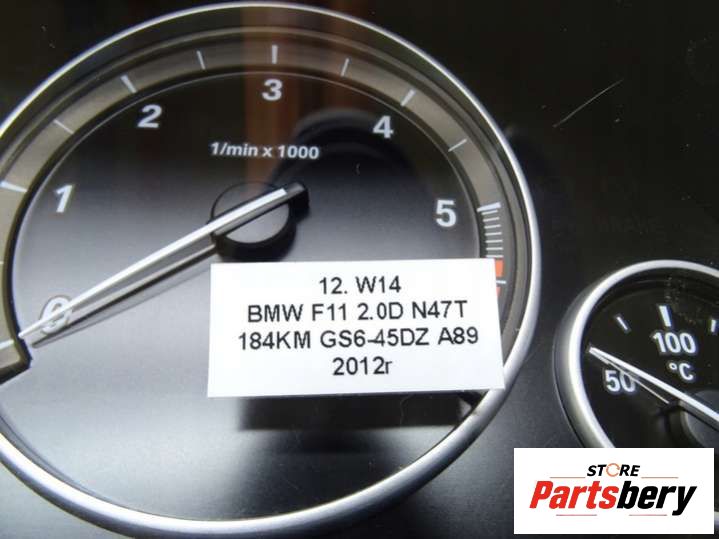 3
2
4
1/min x 1000
1
5
0
12. W14
BMW F11 2.0D N47T
184KM GS6-45DZ A89
2012r
100
°C
50
STORE
Partsbery